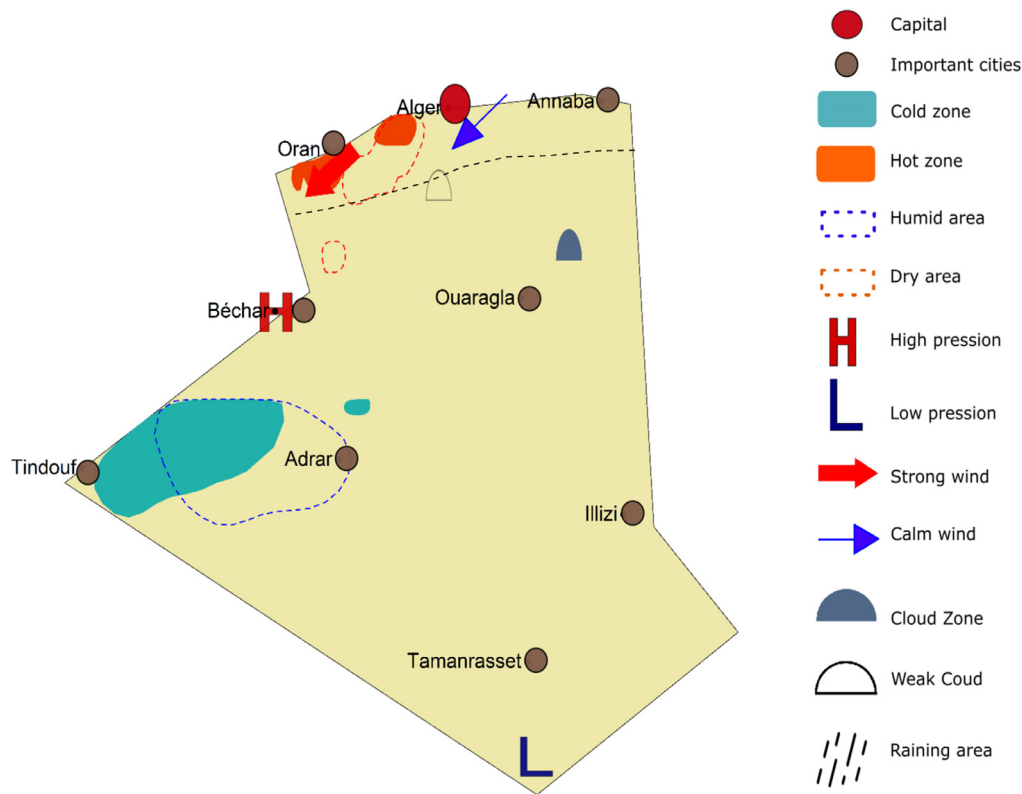 Alger
Annaba
Oran
Béchar
Ouaragla
Tindouf
Adrar
Illizi
Tamanrasset
H
L
Capital
Important cities
Cold zone
Hot zone
Humid area
Dry area
H
High pression
L
Low pression
Strong wind
Calm wind
Cloud Zone
Weak Coud
Raining area